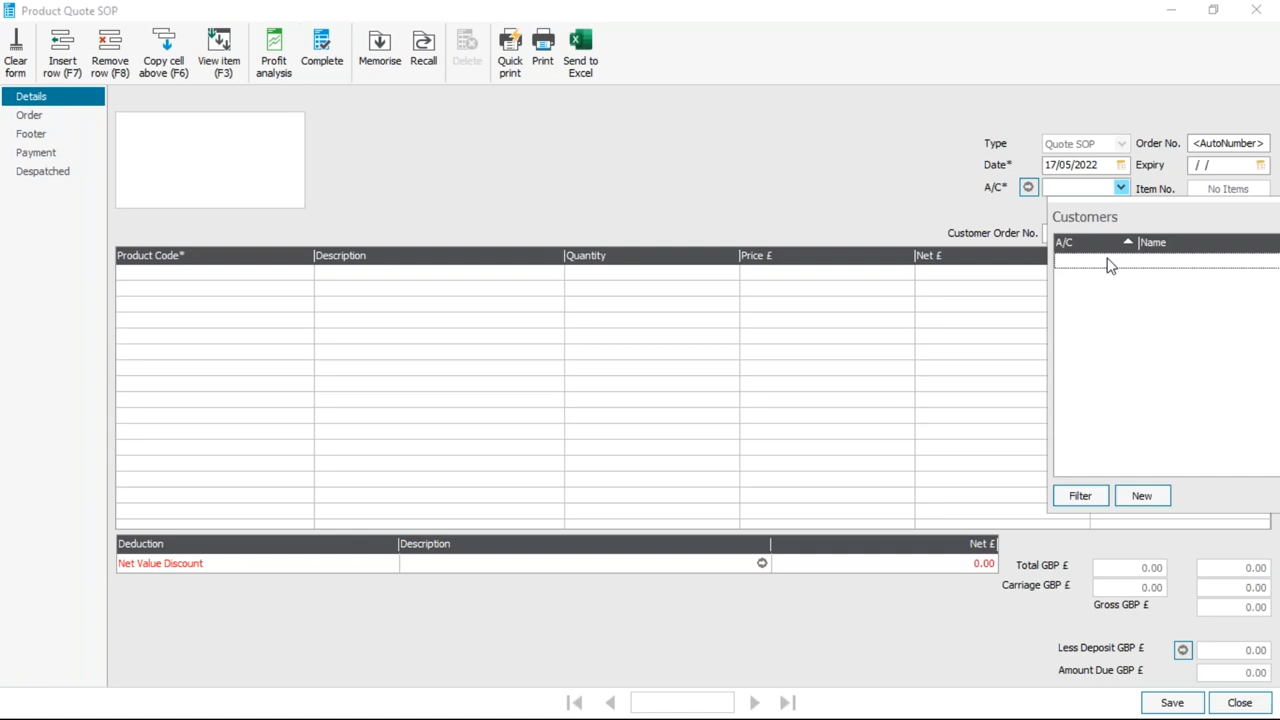 Product Quote SOP
Clear form
Insert row (F7)
Remove row (F8)
Copy cell above (F6)
View item (F3)
Profit analysis
Complete
Memorise
Recall
Delete
Quick print
Print
Send to Excel
Details
Order
Footer
Payment
Despatched
Type Quote SOP Order No. <AutoNumber>
Date* 17/05/2022 Expiry / /
A/C* Item No. No Items
Customers
Customer Order No.
A/C Name
Product Code* Description Quantity Price £ Net £
Filter New
Deduction Description Net £
Net Value Discount 0.00
Total GBP £ 0.00 0.00
Carriage GBP £ 0.00 0.00
Gross GBP £ 0.00
Less Deposit GBP £ 0.00
Amount Due GBP £ 0.00
Save Close